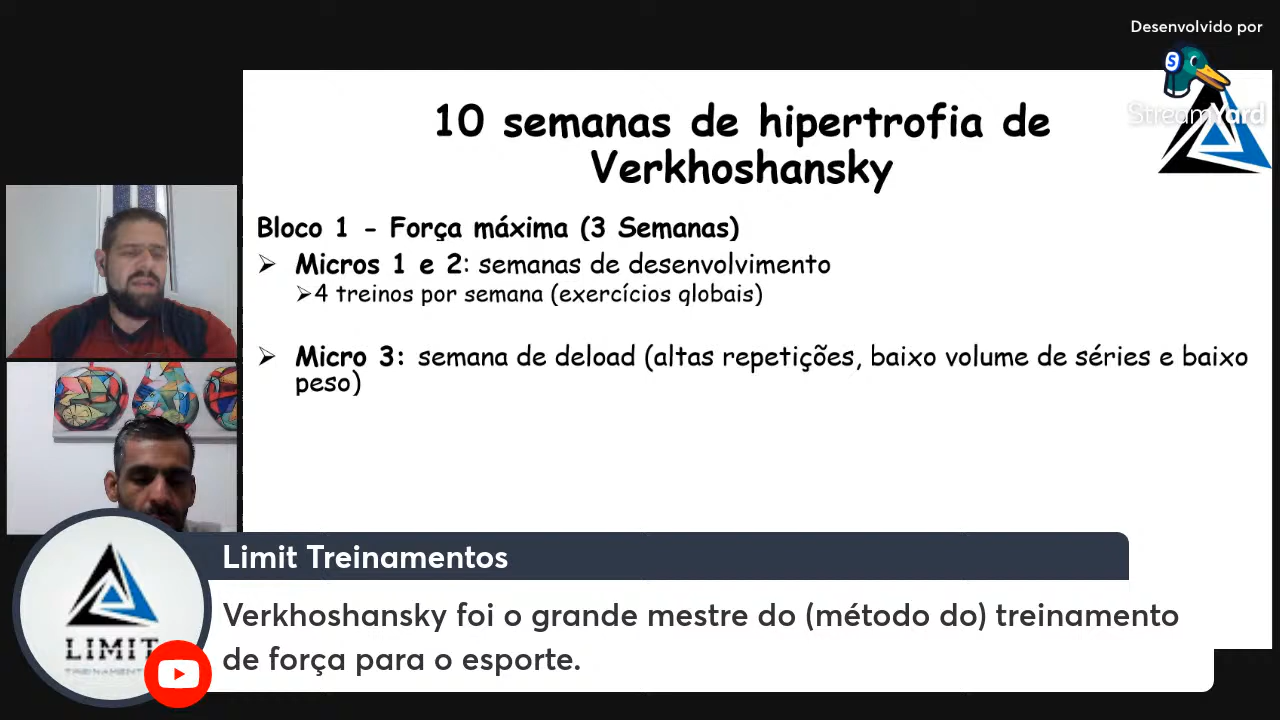 Desenvolvido por
StreamYard
10 semanas de hipertrofia de
Verkhoshansky
Bloco 1 - Força máxima (3 Semanas)
➢ Micros 1 e 2: semanas de desenvolvimento
➢4 treinos por semana (exercícios globais)
➢ Micro 3: semana de deload (altas repetições, baixo volume de séries e baixo
peso)
Limit Treinamentos
Verkhoshansky foi o grande mestre do (método do) treinamento
de força para o esporte.
LIMIT